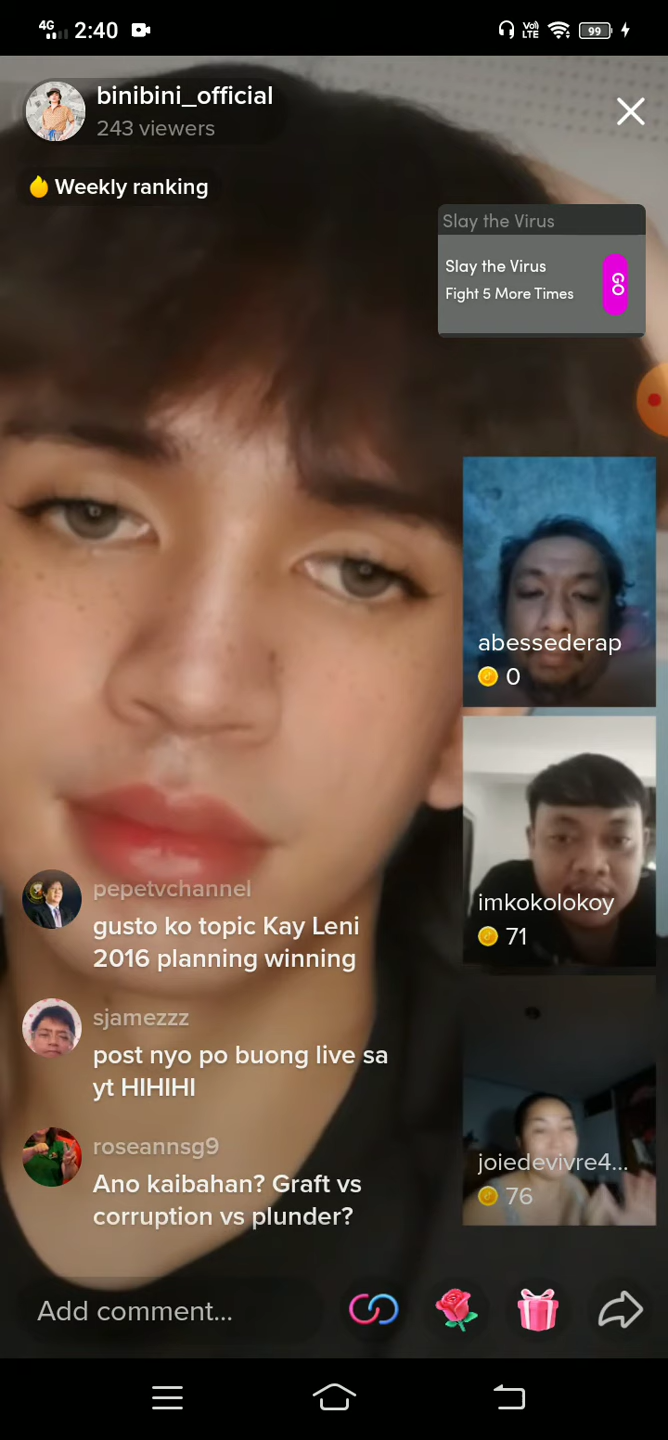 4G 2:40 Vol) LTE 99
binibini_official
243 viewers
Weekly ranking
Slay the Virus
Slay the Virus
Fight 5 More Times
GO
abessederap
0
imkokolokoy
71
joiedevivre4...
76
pepetvchannel
gusto ko topic Kay Leni
2016 planning winning
sjamezzz
post nyo po buong live sa
yt HIHIHI
roseannsg9
Ano kaibahan? Graft vs
corruption vs plunder?
Add comment...